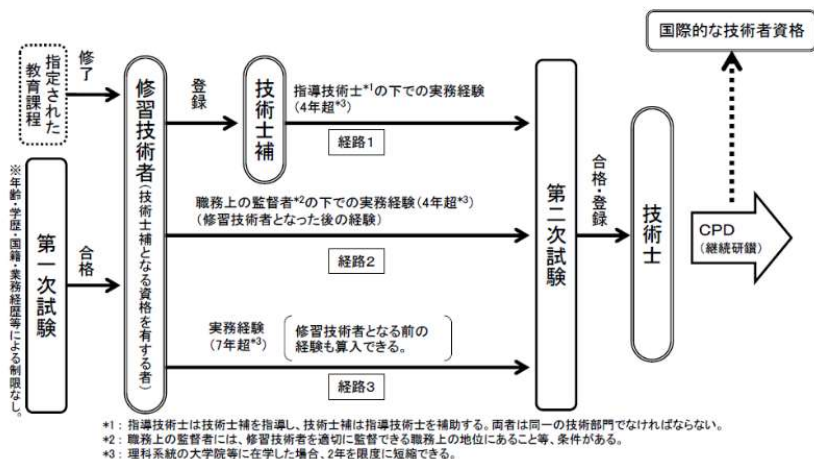 国際的な技術者資格
指定された
教育課程
修了
修習技術者
(技術士補となる資格を有する者)
登録
技術士補
指導技術士*1の下での実務経験
(4年超*3)
経路1
※年齢・学歴・国籍・業務経歴等による制限なし。
第一次試験
合格
職務上の監督者*2の下での実務経験(4年超*3)
(修習技術者となった後の経験)
経路2
実務経験
(7年超*3)
修習技術者となる前の
経験も算入できる。
経路3
第二次試験
合格・登録
技術士
CPD
(継続研鑽)
*1: 指導技術士は技術士補を指導し、技術士補は指導技術士を補助する。両者は同一の技術部門でなければならない。
*2: 職務上の監督者には、修習技術者を適切に監督できる職務上の地位にあること等、条件がある。
*3: 理科系統の大学院等に在学した場合、2年を限度に短縮できる。